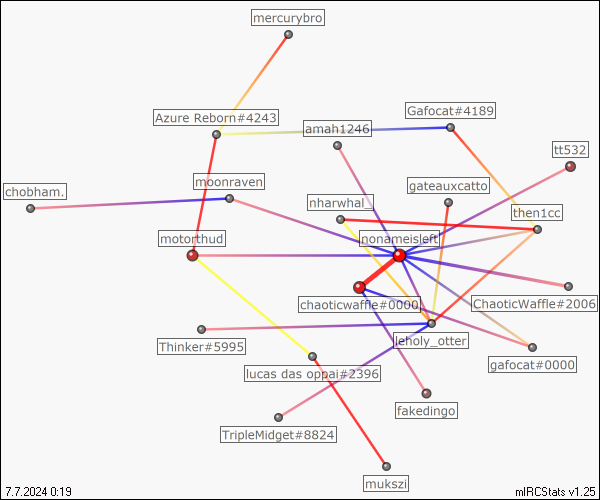 mercurybro
Azure Reborn#4243
Gafocat#4189
amah1246
tt532
moonraven
gateauxcatto
chobham.
nharwhal_
then1cc
motorthud
nonameisleft
chaoticwaffle#0000
ChaoticWaffle#2006
Thinker#5995
leholy_otter
gafocat#0000
lucas das oppai#2396
fakedingo
TripleMidget#8824
mukszi
7.7.2024 0:19
mIRCStats v1.25